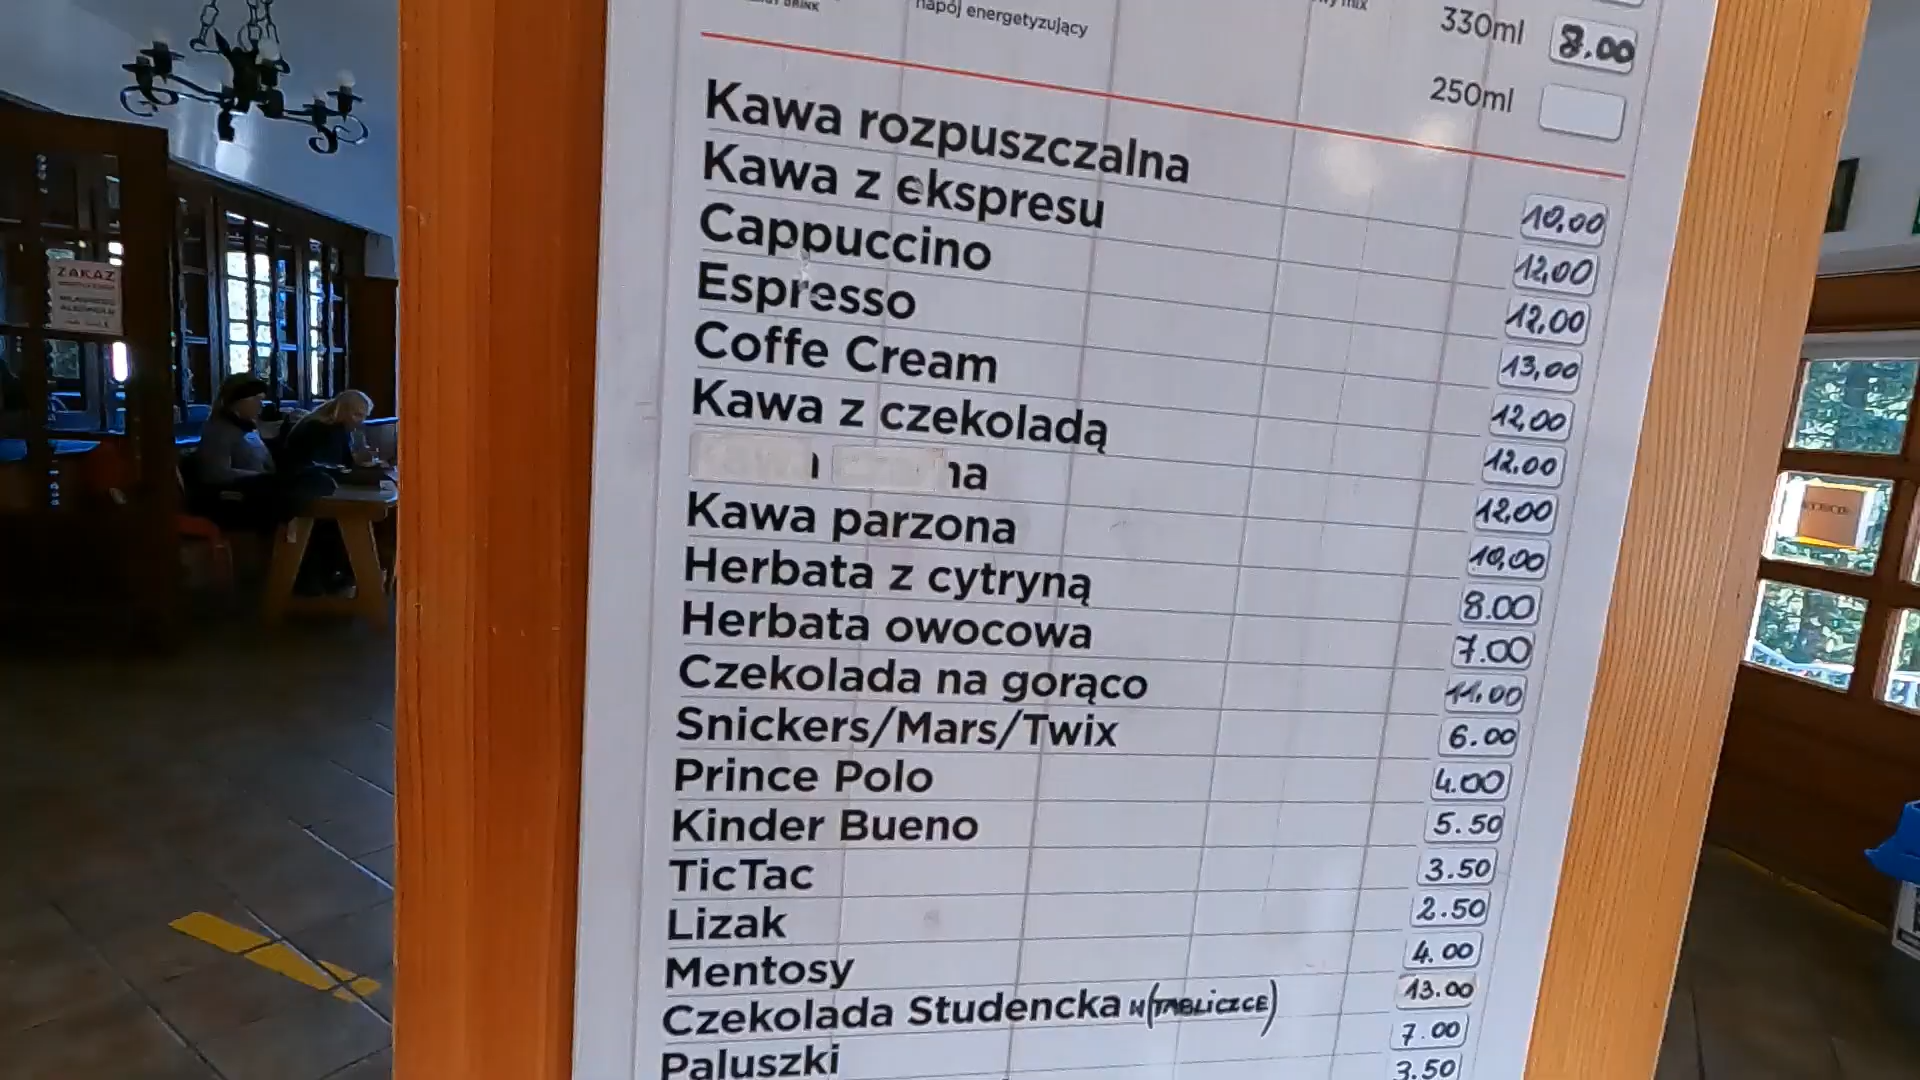 napój energetyzujący
330ml 8.00
250ml
Kawa rozpuszczalna 10,00
Kawa z ekspresu 12,00
Cappuccino 12,00
Espresso 13,00
Coffe Cream 12,00
Kawa z czekoladą 12.00
12,00
Kawa parzona 10,00
Herbata z cytryną 8.00
Herbata owocowa 7.00
Czekolada na gorąco 11.00
Snickers/Mars/Twix 6.00
Prince Polo 4.00
Kinder Bueno 5.50
TicTac 3.50
Lizak 2.50
Mentosy 4.00
Czekolada Studencka W(TABLICZCE) 13.00
Paluszki 7.00
3.50
ZAKAZ